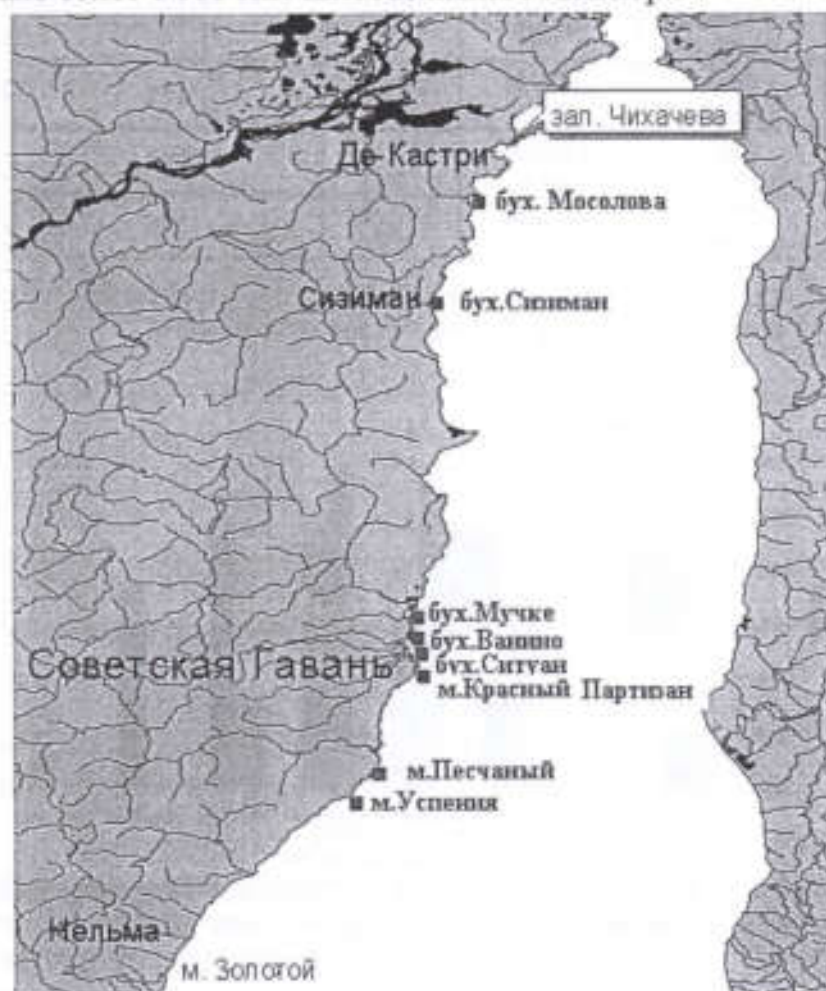 зал. Чихачева
Де-Кастри
бух. Мосолова
Сизиман
бух.Сизиман
бух.Мучке
бух.Ванино
Советская Гавань
бух.Ситуан
м.Красный Партизан
м.Песчаный
м.Успения
Нельма
м. Золотой